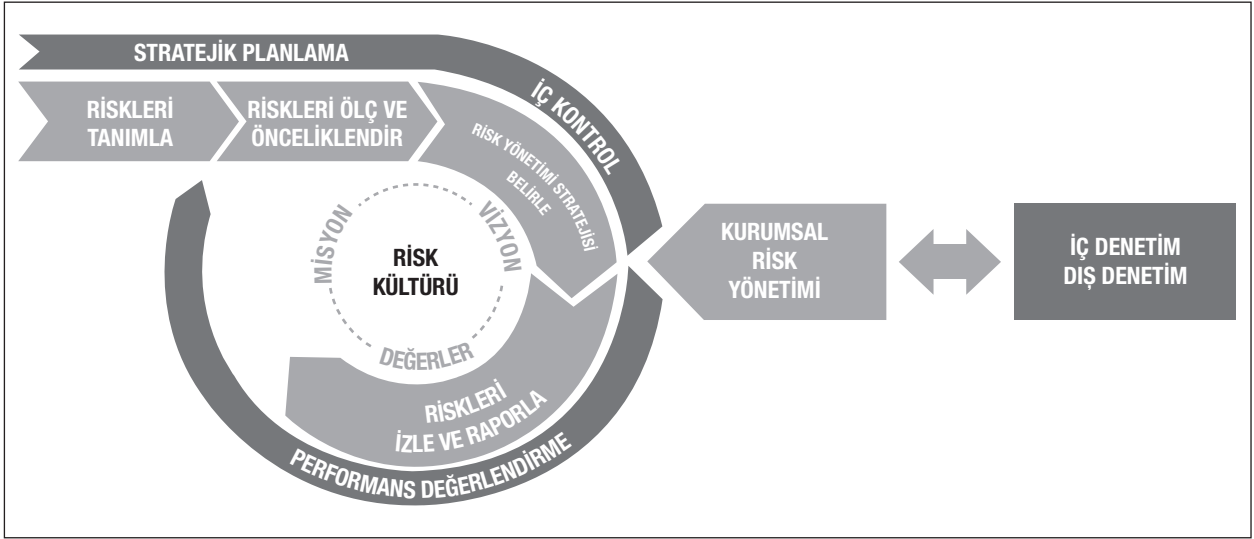 STRATEJİK PLANLAMA
İÇ KONTROL
RİSKLERİ
TANIMLA
RİSKLERİ ÖLÇ VE
ÖNCELİKLENDİR
RİSK YÖNETİMİ STRATEJİSİ
BELİRLE
MİSYON
VİZYON
DEĞERLER
RİSK
KÜLTÜRÜ
RİSKLERİ
İZLE VE RAPORLA
PERFORMANS DEĞERLENDİRME
KURUMSAL
RİSK
YÖNETİMİ
İÇ DENETİM
DIŞ DENETİM